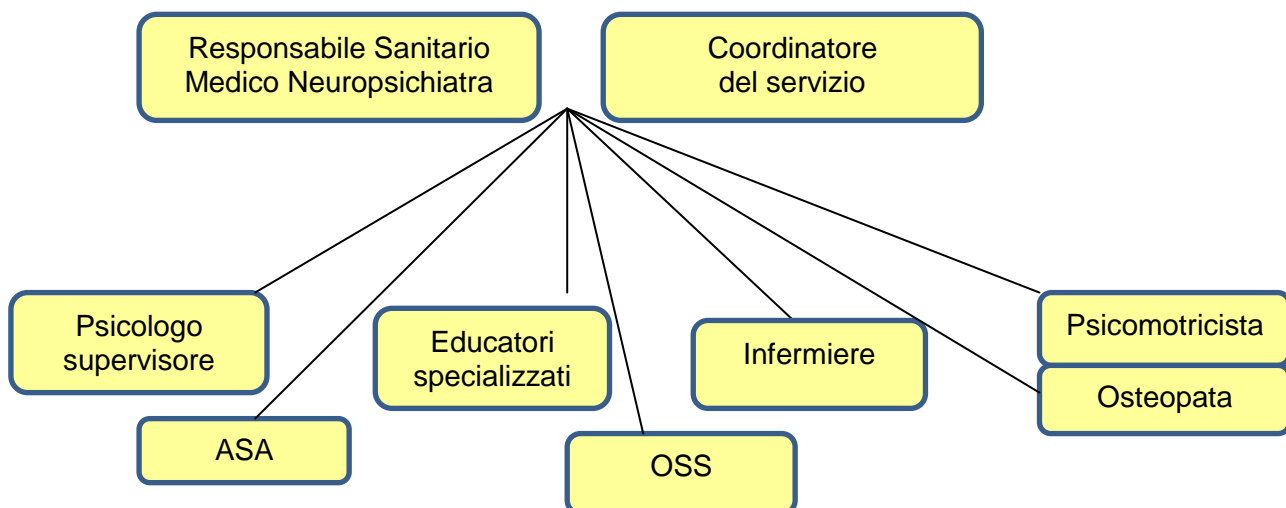 Responsabile Sanitario
Medico Neuropsichiatra
Coordinatore
del servizio
Psicologo
supervisore
Educatori
specializzati
Infermiere
Psicomotricista
Osteopata
ASA
OSS